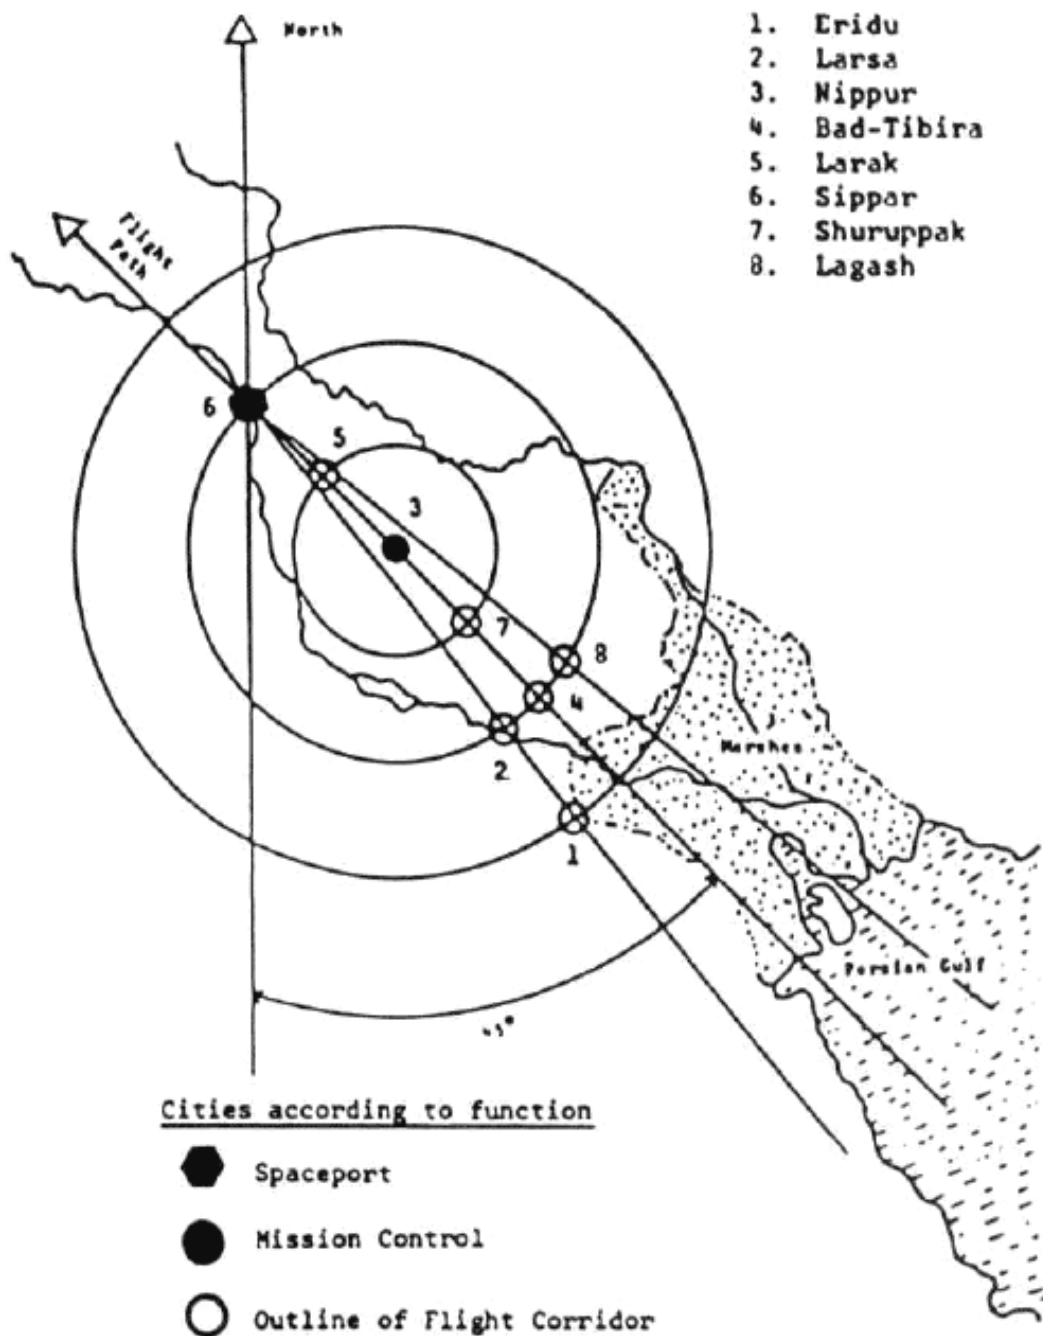 North
1. Eridu
2. Larsa
3. Nippur
4. Bad-Tibira
5. Larak
6. Sippar
7. Shuruppak
8. Lagash
Flight
Path
6
5
3
7
8
4
2
1
Marshes
Persian Gulf
45°
Cities according to function
Spaceport
Mission Control
Outline of Flight Corridor